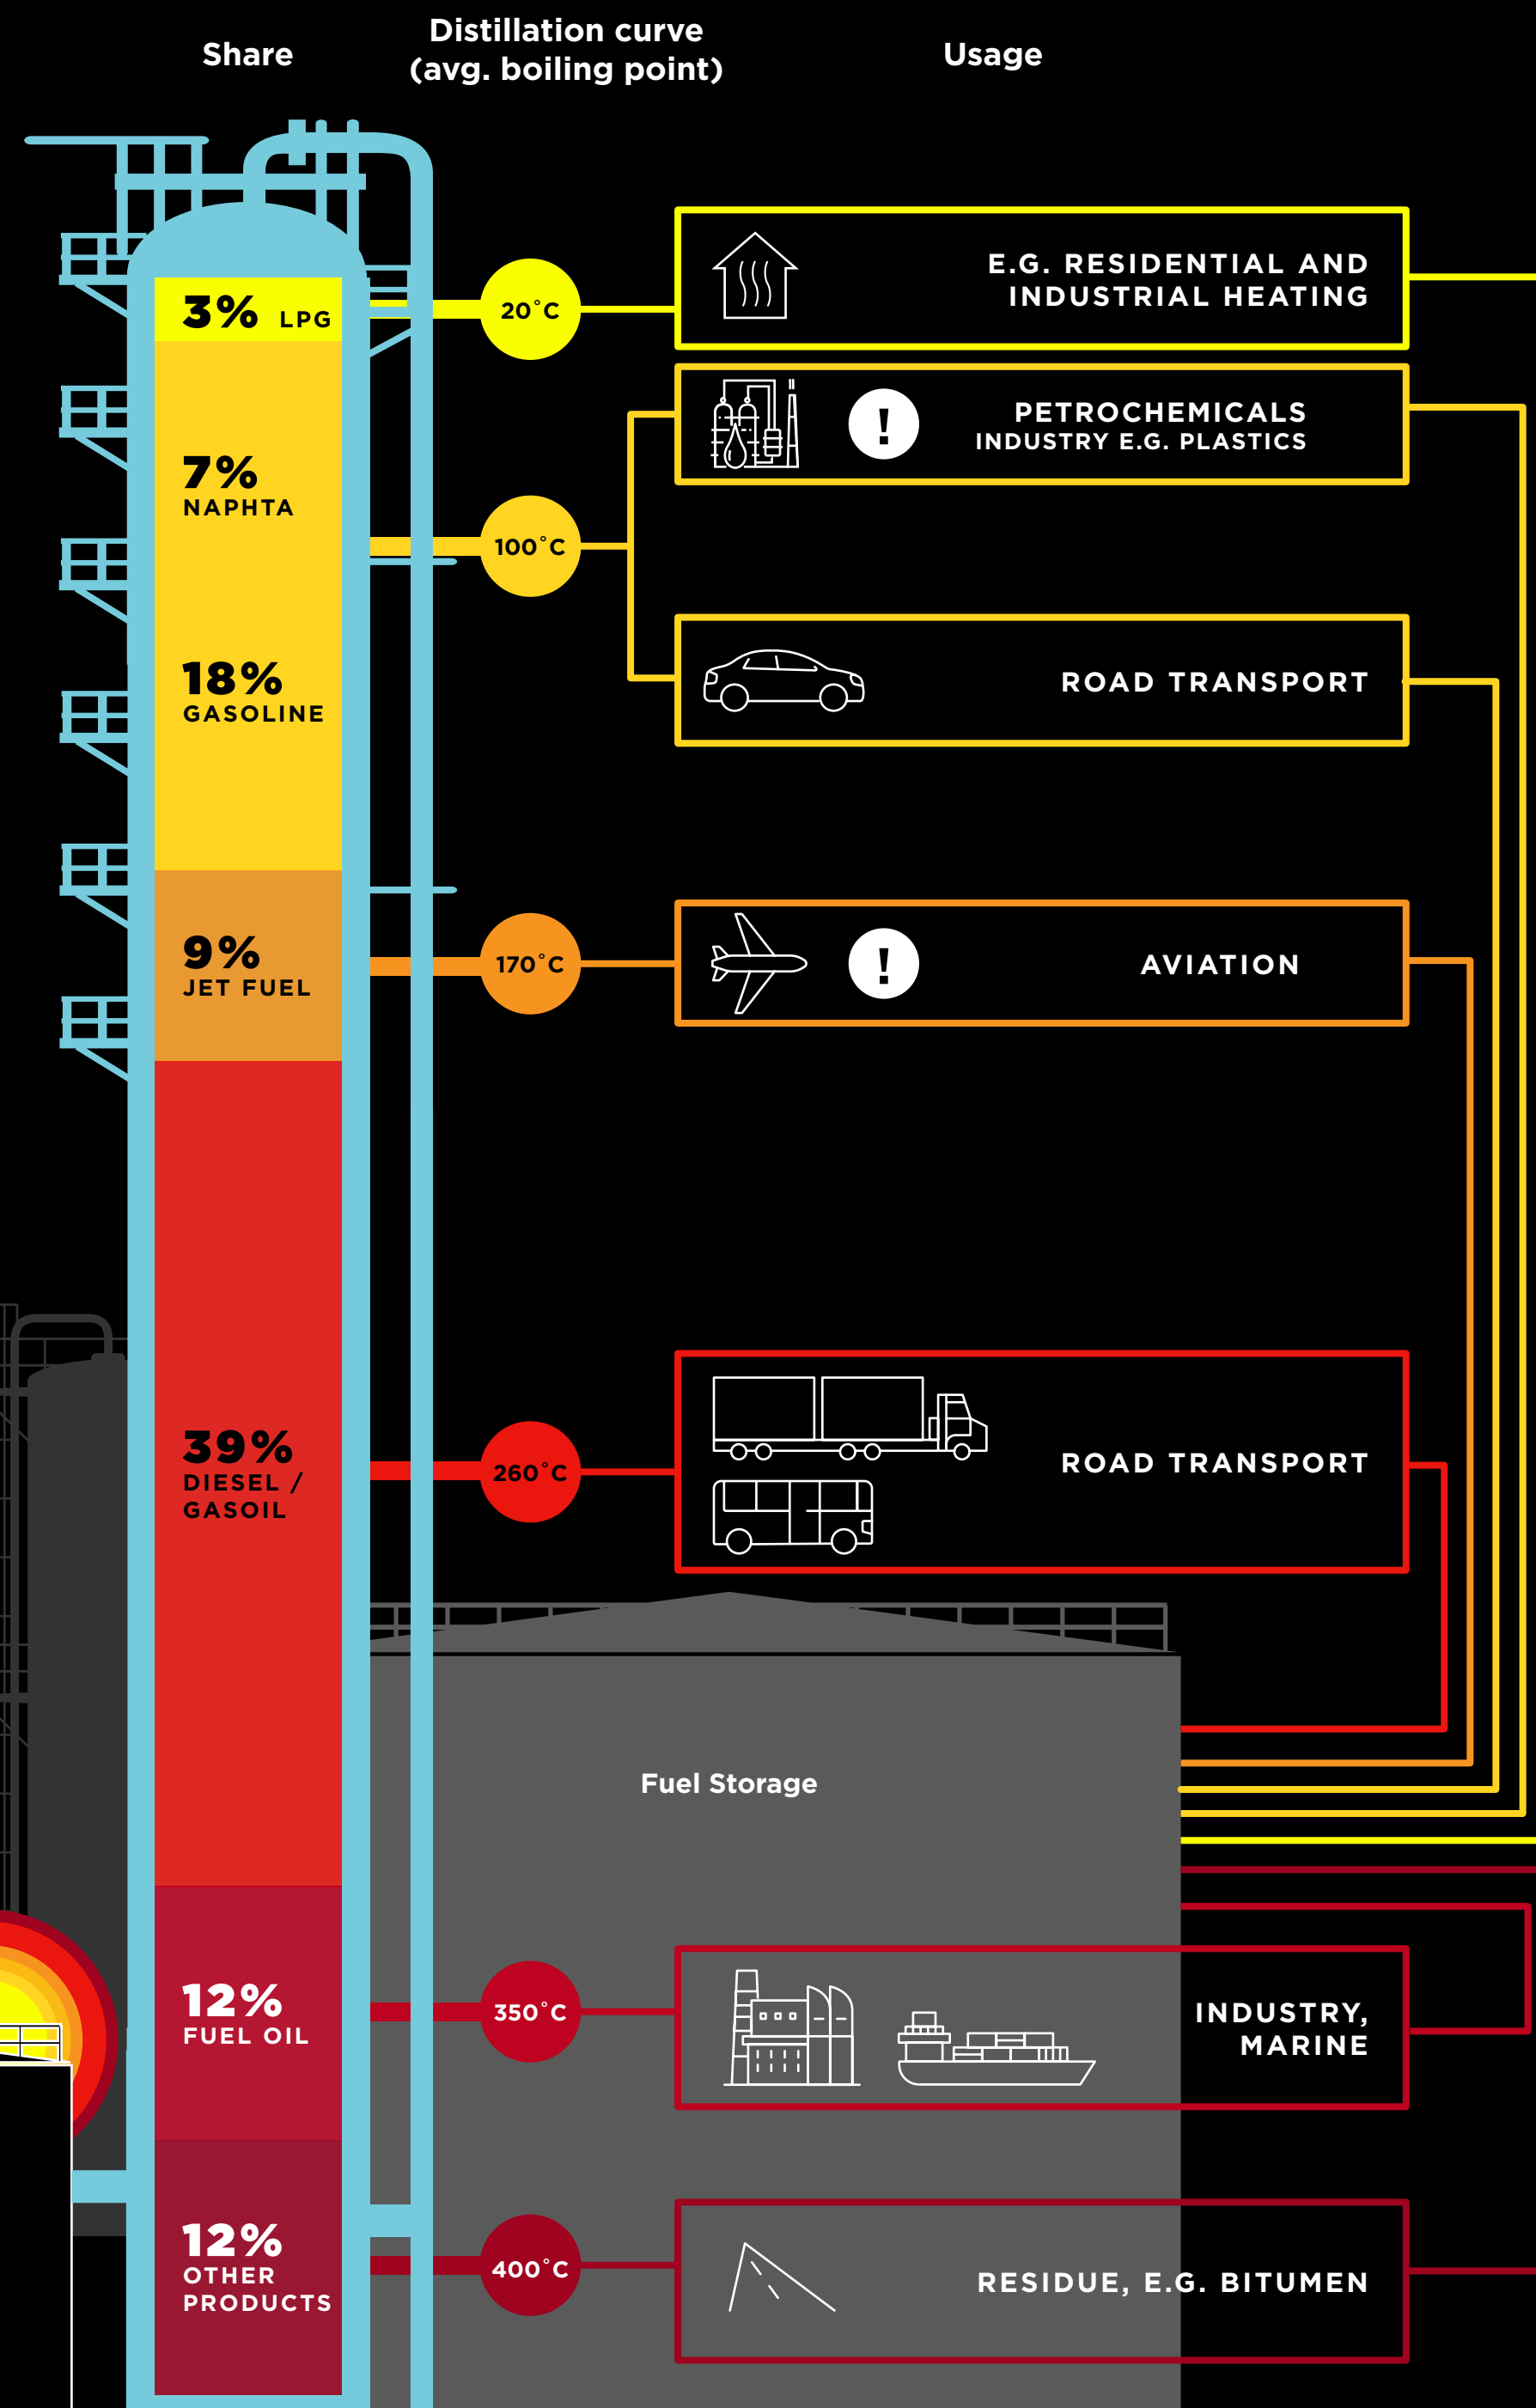 Share
Distillation curve
(avg. boiling point)
Usage
3% LPG
20°C
E.G. RESIDENTIAL AND
INDUSTRIAL HEATING
7%
NAPHTA
100°C
!
PETROCHEMICALS
INDUSTRY E.G. PLASTICS
18%
GASOLINE
ROAD TRANSPORT
9%
JET FUEL
170°C
!
AVIATION
39%
DIESEL /
GASOIL
260°C
ROAD TRANSPORT
Fuel Storage
12%
FUEL OIL
350°C
INDUSTRY,
MARINE
12%
OTHER
PRODUCTS
400°C
RESIDUE, E.G. BITUMEN